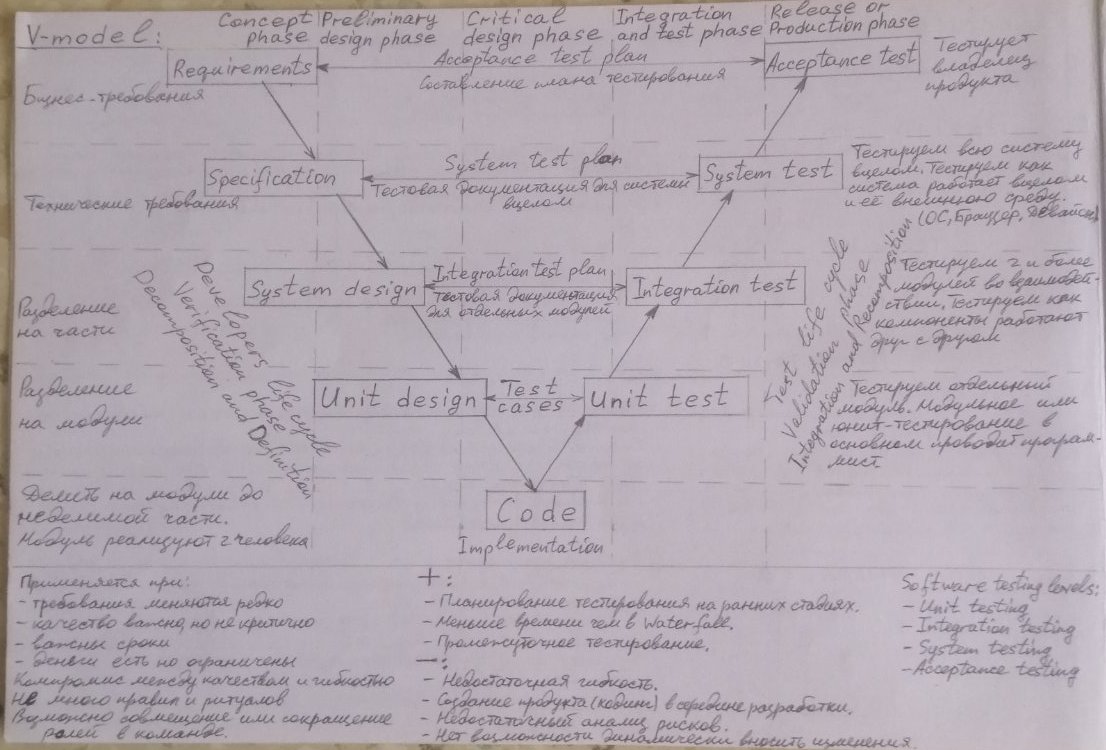 V-model:
Concept phase
Preliminary design phase
Critical design phase
Integration and test phase
Release or Production phase
Requirements
Acceptance test plan
Составление плана тестирования
Acceptance test
Тестирует
владелец
продукта
Бизнес-требования
Specification
System test plan
Тестовая документация для системы
вцелом
System test
Тестируем всю систему
вцелом. Тестируем как
система работает вцелом
и её внешнюю среду.
(ОС, Браузер, Девайсы)
Технические требования
System design
Integration test plan
Тестовая документация
для отдельных модулей
Integration test
Тестируем 2 и более
модулей во взаимодей-
ствии. Тестируем как
компоненты работают
друг с другом
Разделение
на части
Developers life cycle
Verification phase
Decomposition and Definition
Test life cycle
Validation phase
Integration and Recomposition
Разделение
на модули
Unit design
Test
cases
Unit test
Тестируем отдельный
модуль. Модульное или
юнит-тестирование в
основном проводит програм-
мист
Делить на модули до
неделимой части.
Модуль реализуют 2 человека
Code
Implementation
Применяется при:
- требования меняются редко
- качество важно, но не критично
- важны сроки
- деньги есть но ограничены
Компромис между качеством и гибкостью
Не много правил и ритуалов
Возможно совмещение или сокращение
ролей в команде.
+:
- Планирование тестирования на ранних стадиях.
- Меньше времени чем в Waterfall.
- Промежуточное тестирование.
-:
- Недостаточная гибкость.
- Создание продукта (кодинг) в середине разработки.
- Недостаточный анализ рисков.
- Нет возможности динамически вносить изменения.
Software testing levels:
- Unit testing
- Integration testing
- System testing
- Acceptance testing